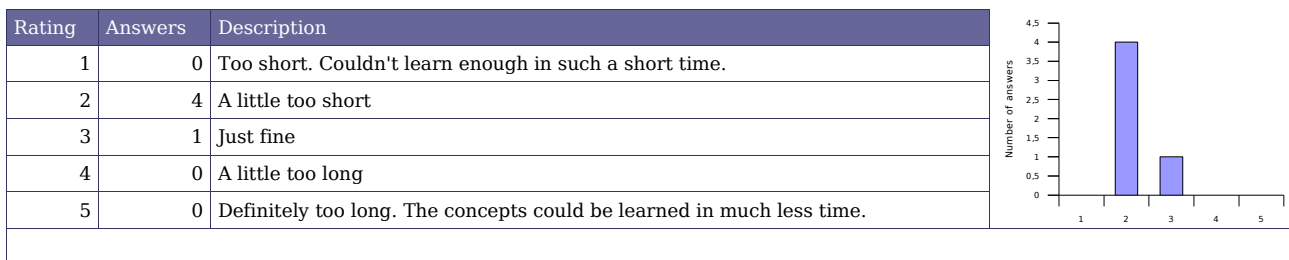 Rating Answers Description
1 0 Too short. Couldn't learn enough in such a short time.
2 4 A little too short
3 1 Just fine
4 0 A little too long
5 0 Definitely too long. The concepts could be learned in much less time.
Number of answers
4,5
4
3,5
3
2,5
2
1,5
1
0,5
0
1 2 3 4 5